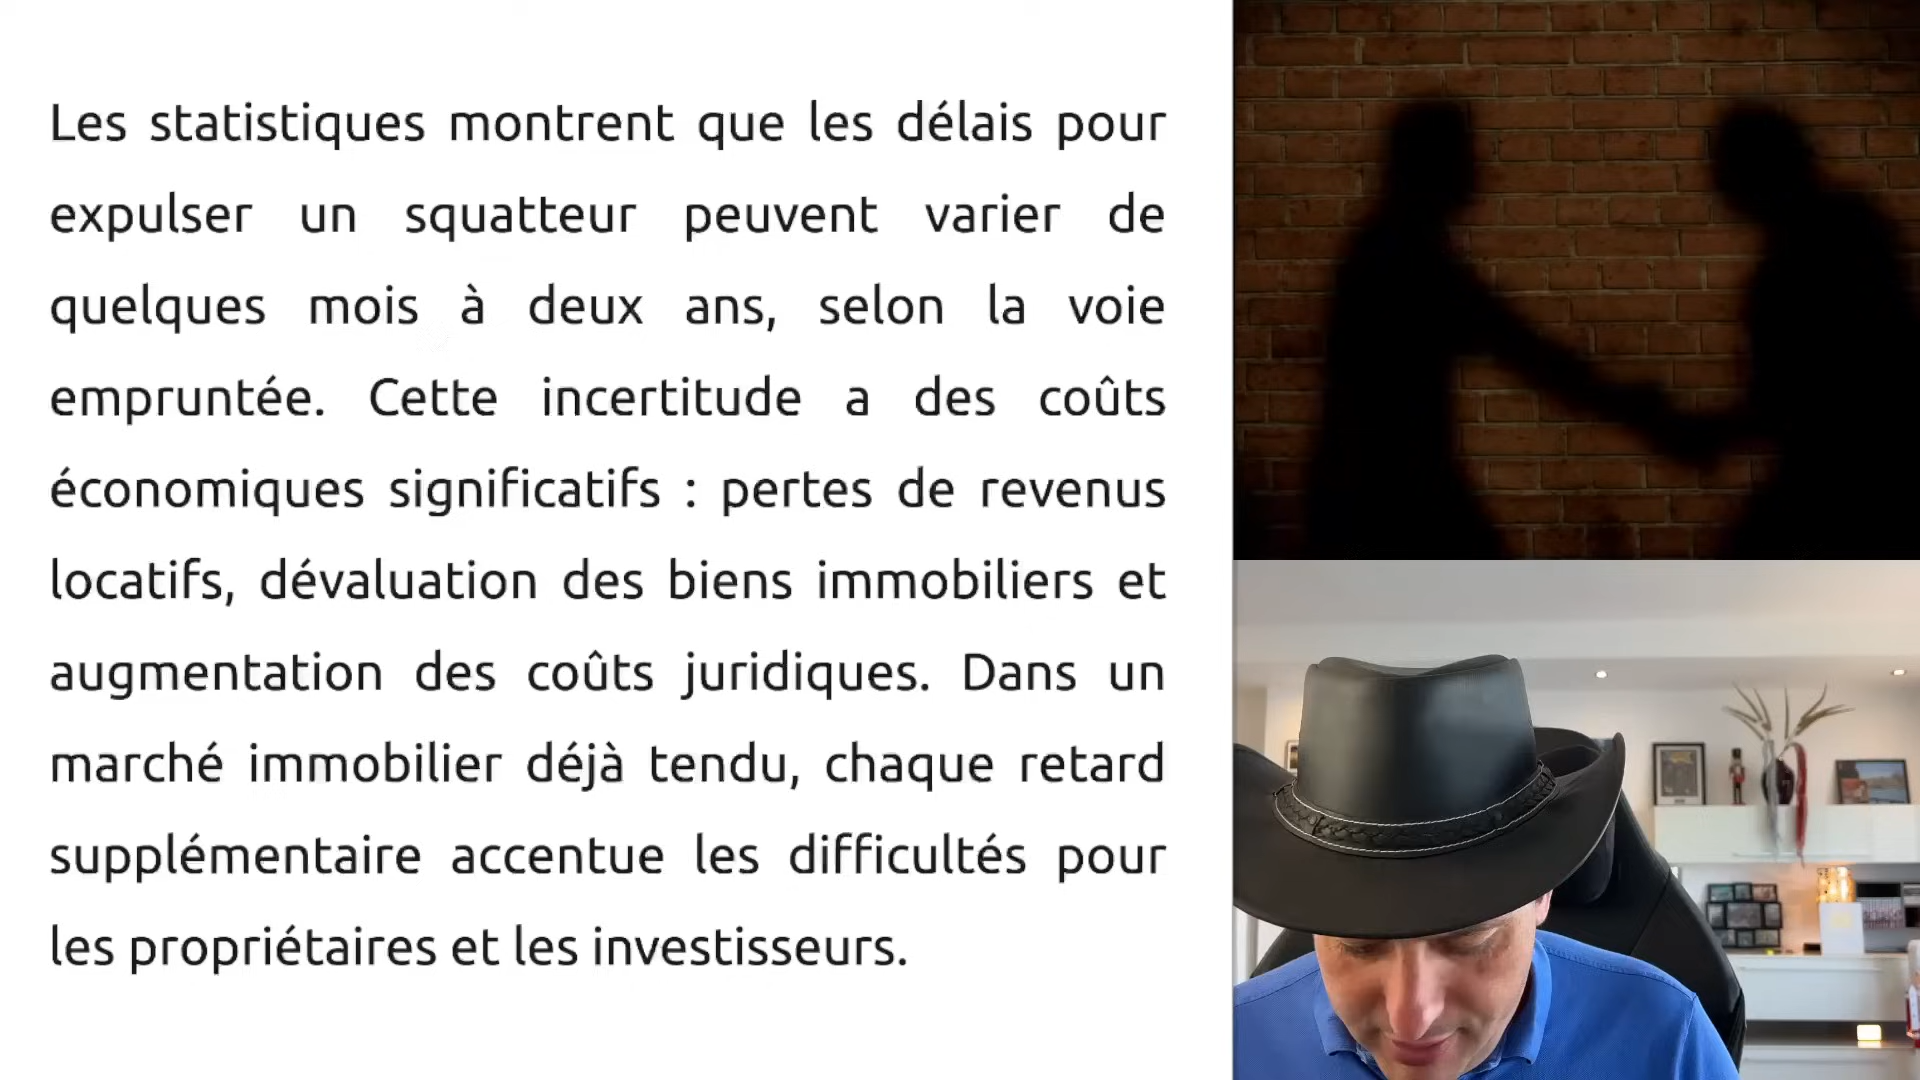 Les statistiques montrent que les délais pour
expulser un squatteur peuvent varier de
quelques mois à deux ans, selon la voie
empruntée. Cette incertitude a des coûts
économiques significatifs : pertes de revenus
locatifs, dévaluation des biens immobiliers et
augmentation des coûts juridiques. Dans un
marché immobilier déjà tendu, chaque retard
supplémentaire accentue les difficultés pour
les propriétaires et les investisseurs.